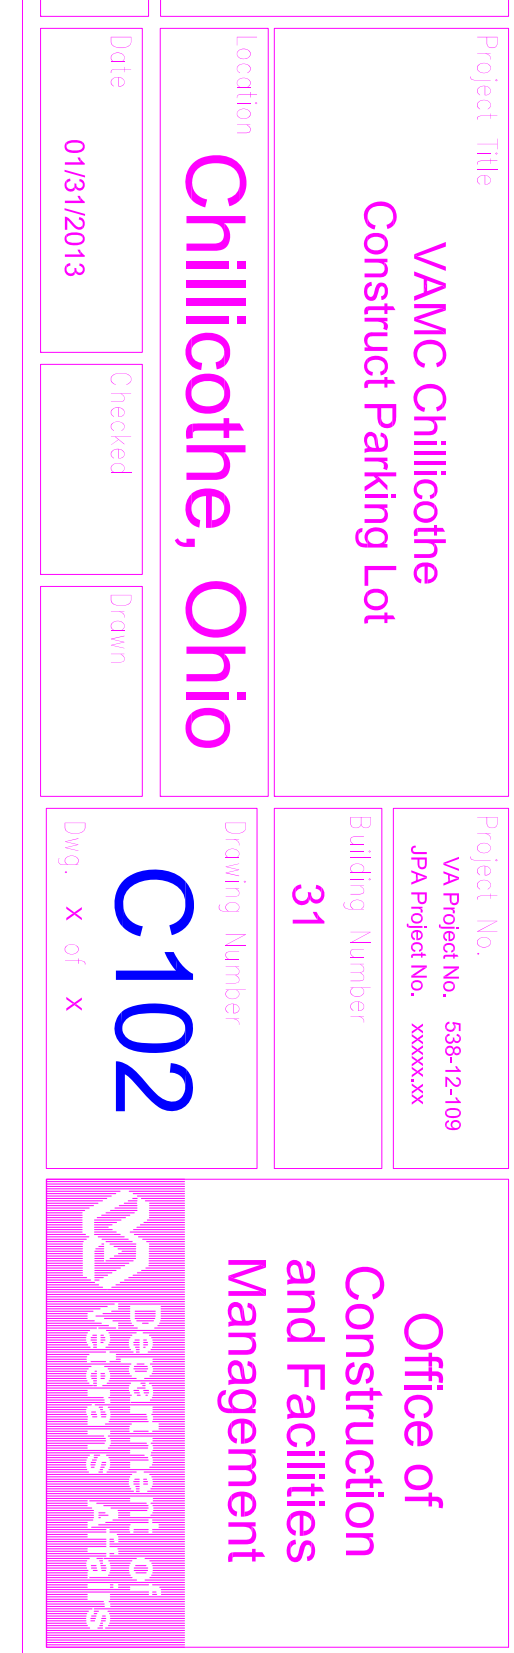 Project Title
VAMC Chillicothe
Construct Parking Lot
Location
Chillicothe, Ohio
Date
01/31/2013
Checked
Drawn
Project No.
VA Project No. 538-12-109
JPA Project No. xxxxx.xx
Building Number
31
Drawing Number
C102
Dwg. x of x
Office of
Construction
and Facilities
Management
VA
Department of
Veterans Affairs